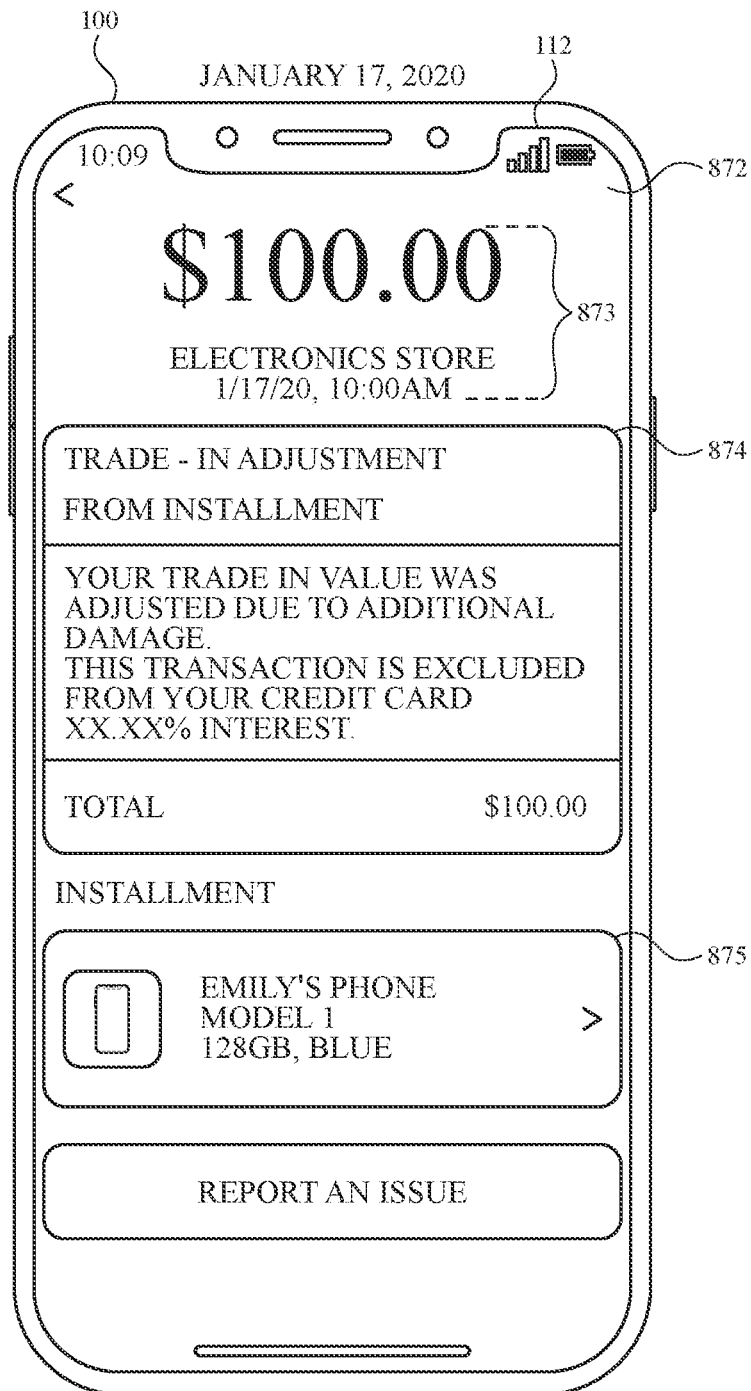 100
112
JANUARY 17, 2020
10:09
872
<
$100.00
873
ELECTRONICS STORE
1/17/20, 10:00AM
874
TRADE - IN ADJUSTMENT
FROM INSTALLMENT
YOUR TRADE IN VALUE WAS
ADJUSTED DUE TO ADDITIONAL
DAMAGE.
THIS TRANSACTION IS EXCLUDED
FROM YOUR CREDIT CARD
XX.XX% INTEREST.
TOTAL $100.00
INSTALLMENT
875
EMILY'S PHONE
MODEL 1 >
128GB, BLUE
REPORT AN ISSUE